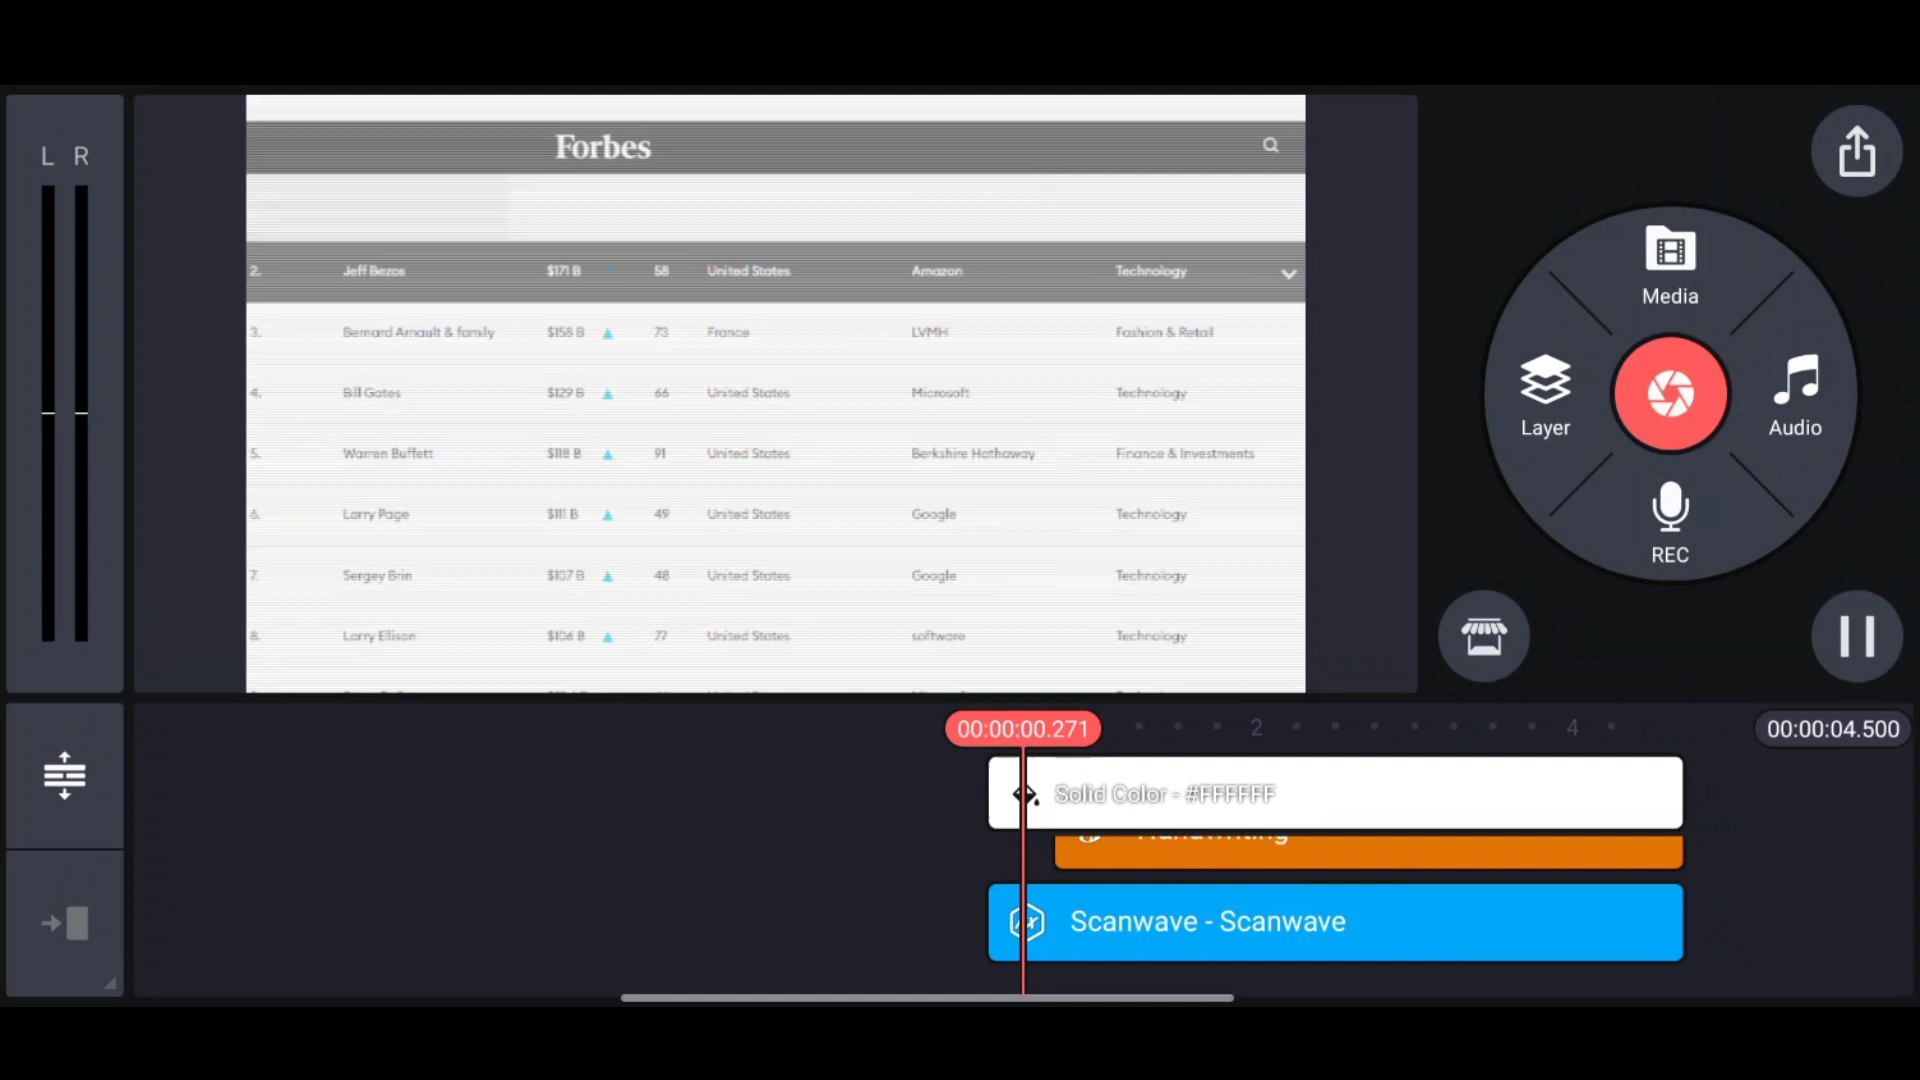 L R
Forbes
2. Jeff Bezos $171 B 58 United States Amazon Technology
3. Bernard Arnault & family $158 B 73 France LVMH Fashion & Retail
4. Bill Gates $129 B 66 United States Microsoft Technology
5. Warren Buffett $118 B 91 United States Berkshire Hathaway Finance & Investments
6. Larry Page $111 B 49 United States Google Technology
7. Sergey Brin $107 B 48 United States Google Technology
8. Larry Ellison $106 B 77 United States software Technology
Media
Layer
Audio
REC
00:00:00.271 2 4 00:00:04.500
Solid Color - #FFFFFF
Handwriting
Scanwave - Scanwave